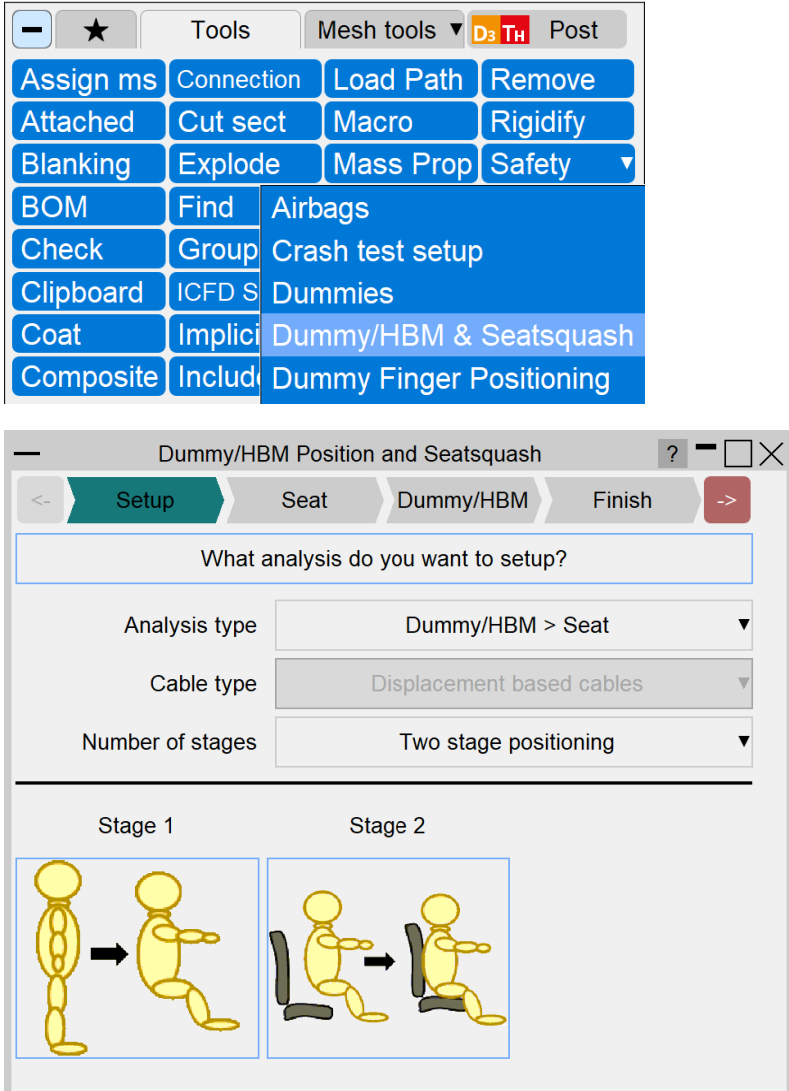 Tools Mesh tools ▼ D3 TH Post
Assign ms Connection Load Path Remove
Attached Cut sect Macro Rigidify
Blanking Explode Mass Prop Safety ▼
BOM Find Airbags
Check Group Crash test setup
Clipboard ICFD S Dummies
Coat Implici Dummy/HBM & Seatsquash
Composite Include Dummy Finger Positioning
Dummy/HBM Position and Seatsquash ?
<- Setup Seat Dummy/HBM Finish ->
What analysis do you want to setup?
Analysis type Dummy/HBM > Seat ▼
Cable type Displacement based cables ▼
Number of stages Two stage positioning ▼
Stage 1 Stage 2